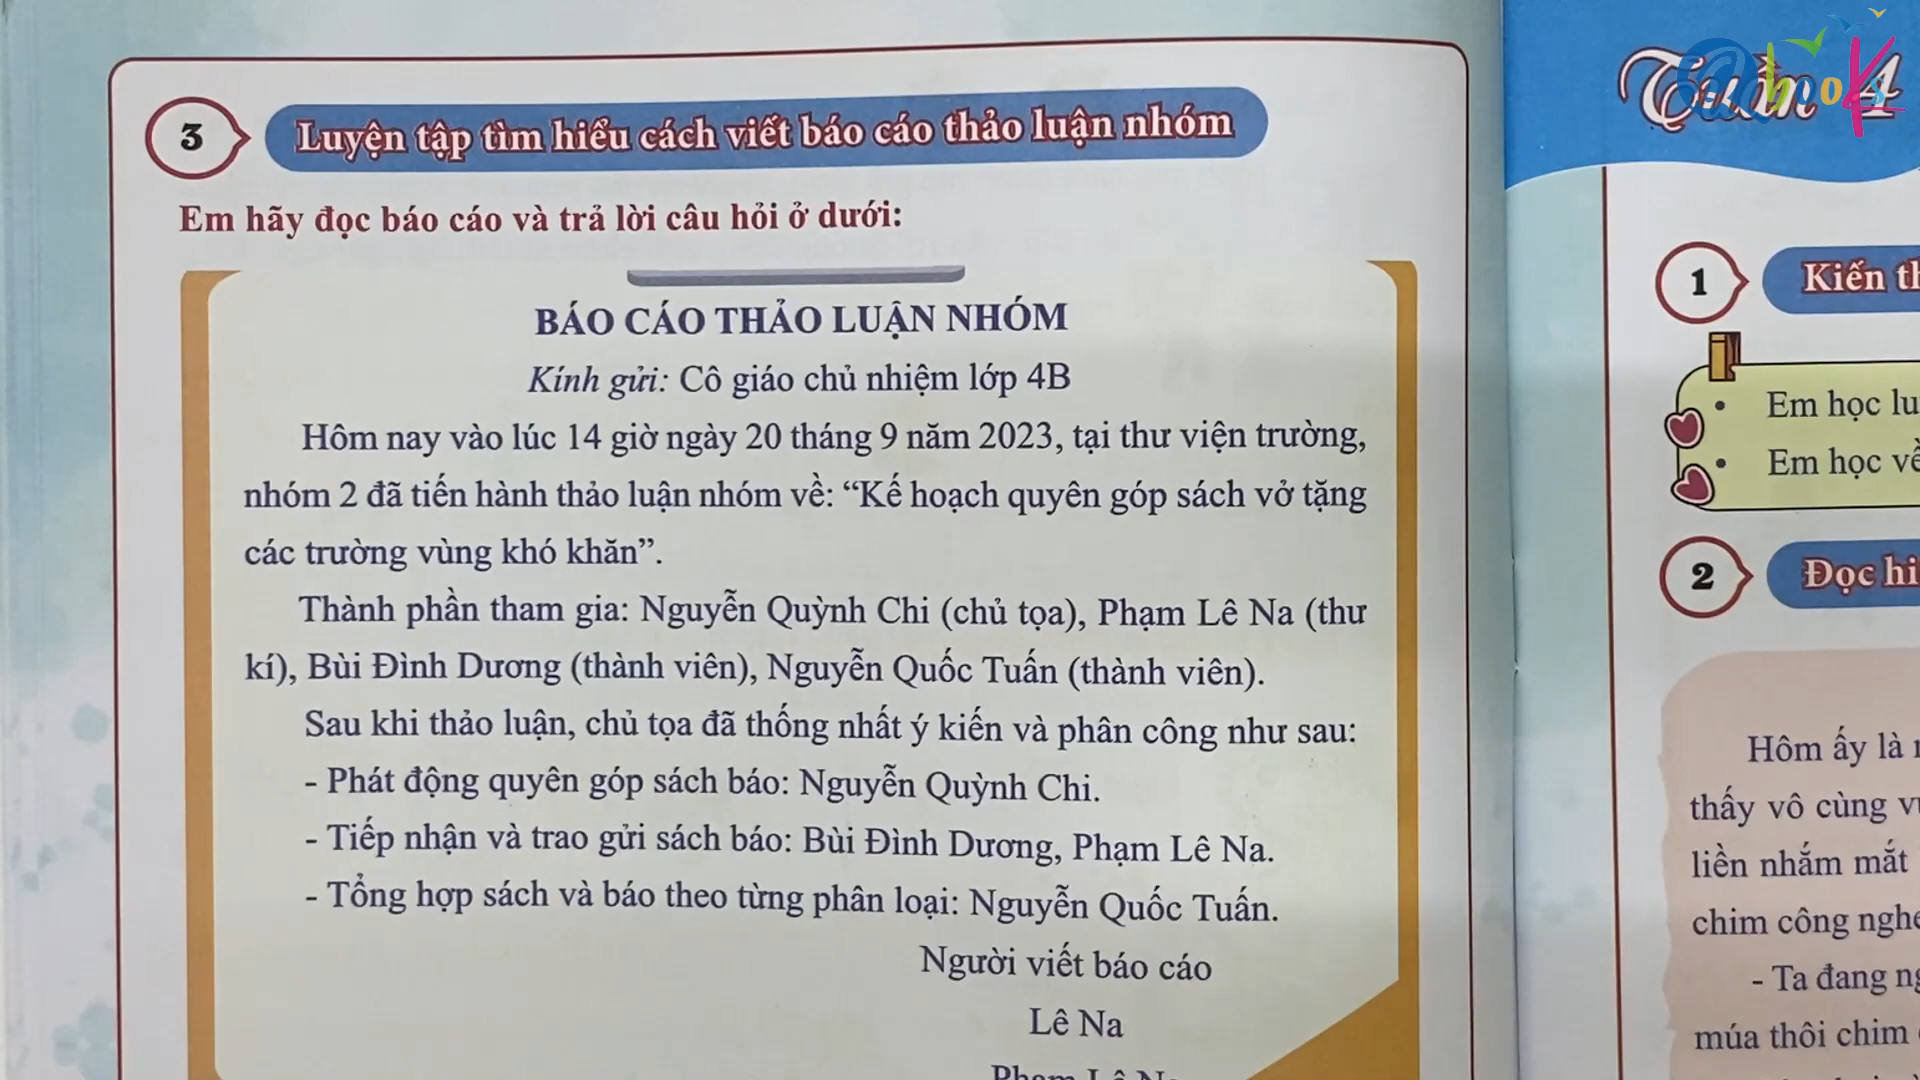 3
Luyện tập tìm hiểu cách viết báo cáo thảo luận nhóm
Em hãy đọc báo cáo và trả lời câu hỏi ở dưới:
BÁO CÁO THẢO LUẬN NHÓM
Kính gửi: Cô giáo chủ nhiệm lớp 4B
Hôm nay vào lúc 14 giờ ngày 20 tháng 9 năm 2023, tại thư viện trường,
nhóm 2 đã tiến hành thảo luận nhóm về: “Kế hoạch quyên góp sách vở tặng
các trường vùng khó khăn”.
Thành phần tham gia: Nguyễn Quỳnh Chi (chủ tọa), Phạm Lê Na (thư
kí), Bùi Đình Dương (thành viên), Nguyễn Quốc Tuấn (thành viên).
Sau khi thảo luận, chủ tọa đã thống nhất ý kiến và phân công như sau:
- Phát động quyên góp sách báo: Nguyễn Quỳnh Chi.
- Tiếp nhận và trao gửi sách báo: Bùi Đình Dương, Phạm Lê Na.
- Tổng hợp sách và báo theo từng phân loại: Nguyễn Quốc Tuấn.
Người viết báo cáo
Lê Na
Phạm Lê Na
Tuần 4
@books
1
Kiến
• Em học
• Em học
2
Đọc
Hôm ấy là
thấy vô cùng
liền nhắm mắt
chim công
- Ta đang
múa thôi chim